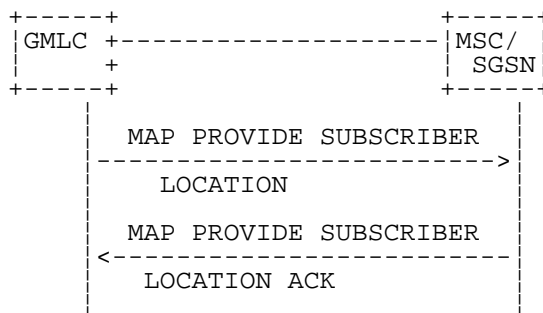 GMLC MSC/
SGSN
MAP PROVIDE SUBSCRIBER
LOCATION
MAP PROVIDE SUBSCRIBER
LOCATION ACK